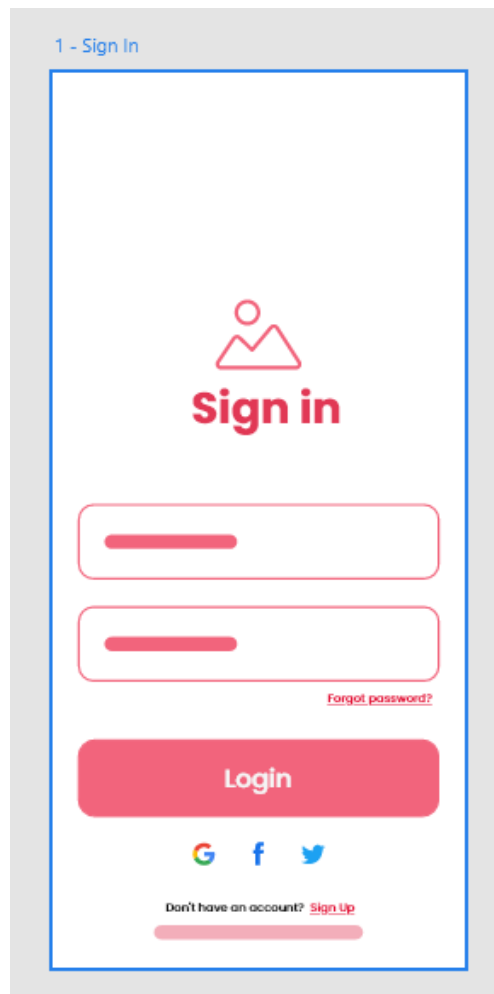 1 - Sign In
Sign in
Forgot password?
Login
Don't have an account? Sign Up